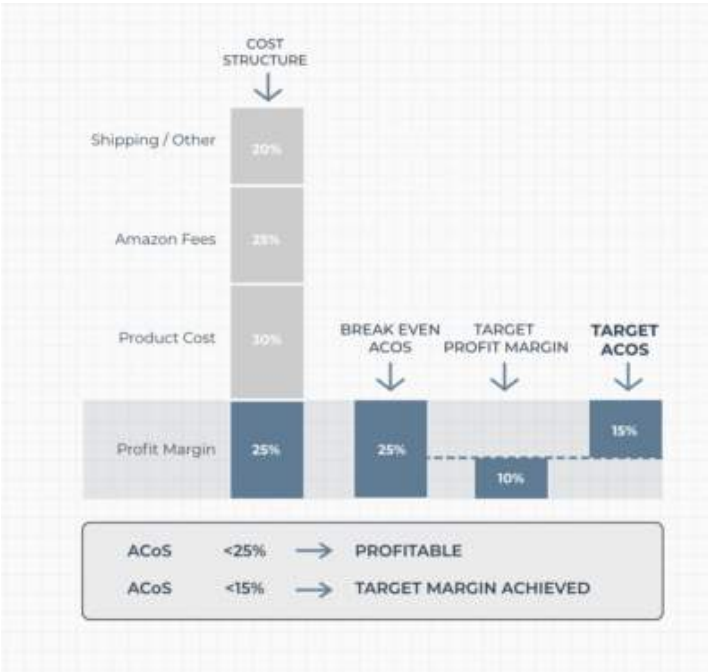 COST
STRUCTURE
Shipping / Other
20%
Amazon Fees
25%
Product Cost
30%
BREAK EVEN
ACOS
TARGET
PROFIT MARGIN
TARGET
ACOS
Profit Margin
25%
25%
10%
15%
ACoS <25% → PROFITABLE
ACoS <15% → TARGET MARGIN ACHIEVED